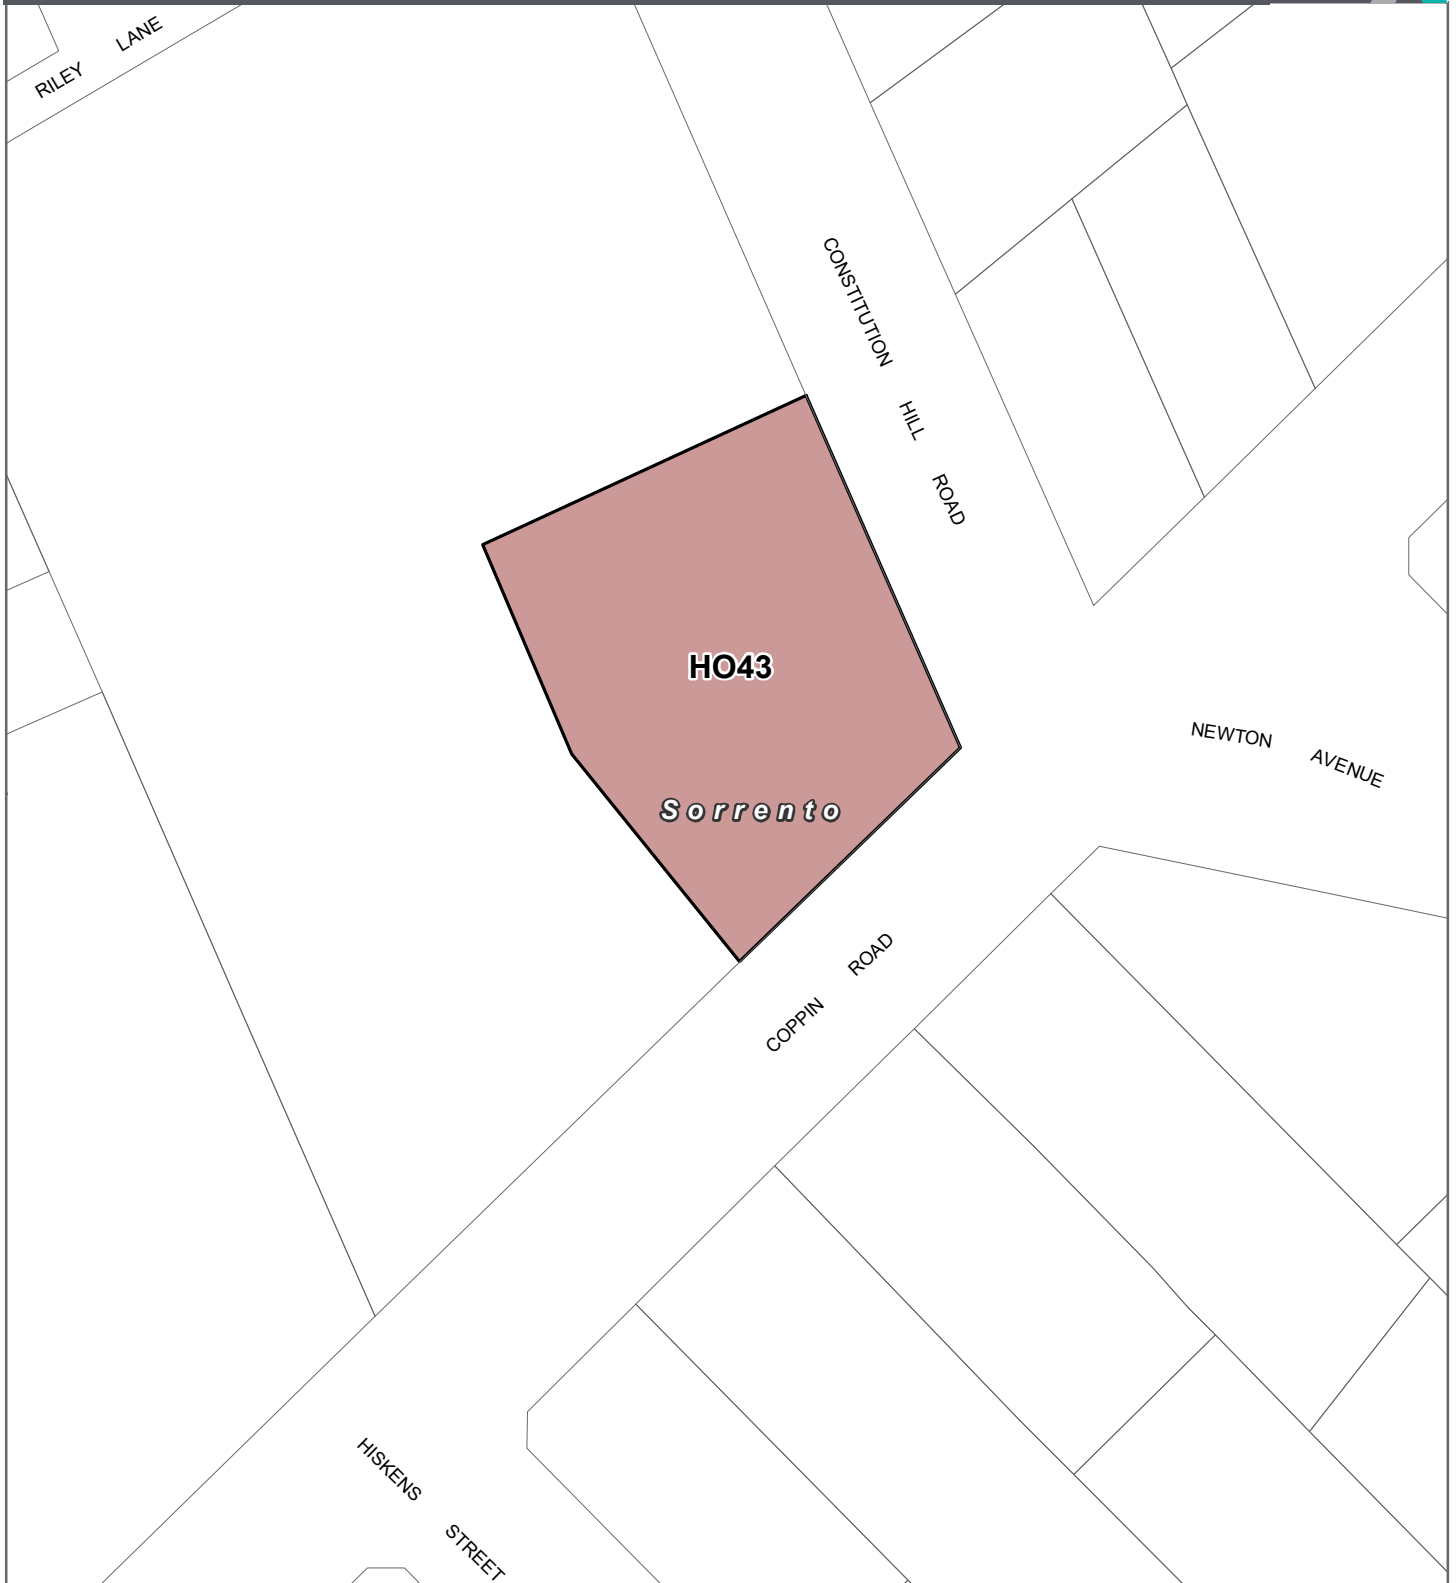 RILEY LANE
CONSTITUTION HILL ROAD
HO43
NEWTON AVENUE
Sorrento
COPPIN ROAD
HISKENS STREET